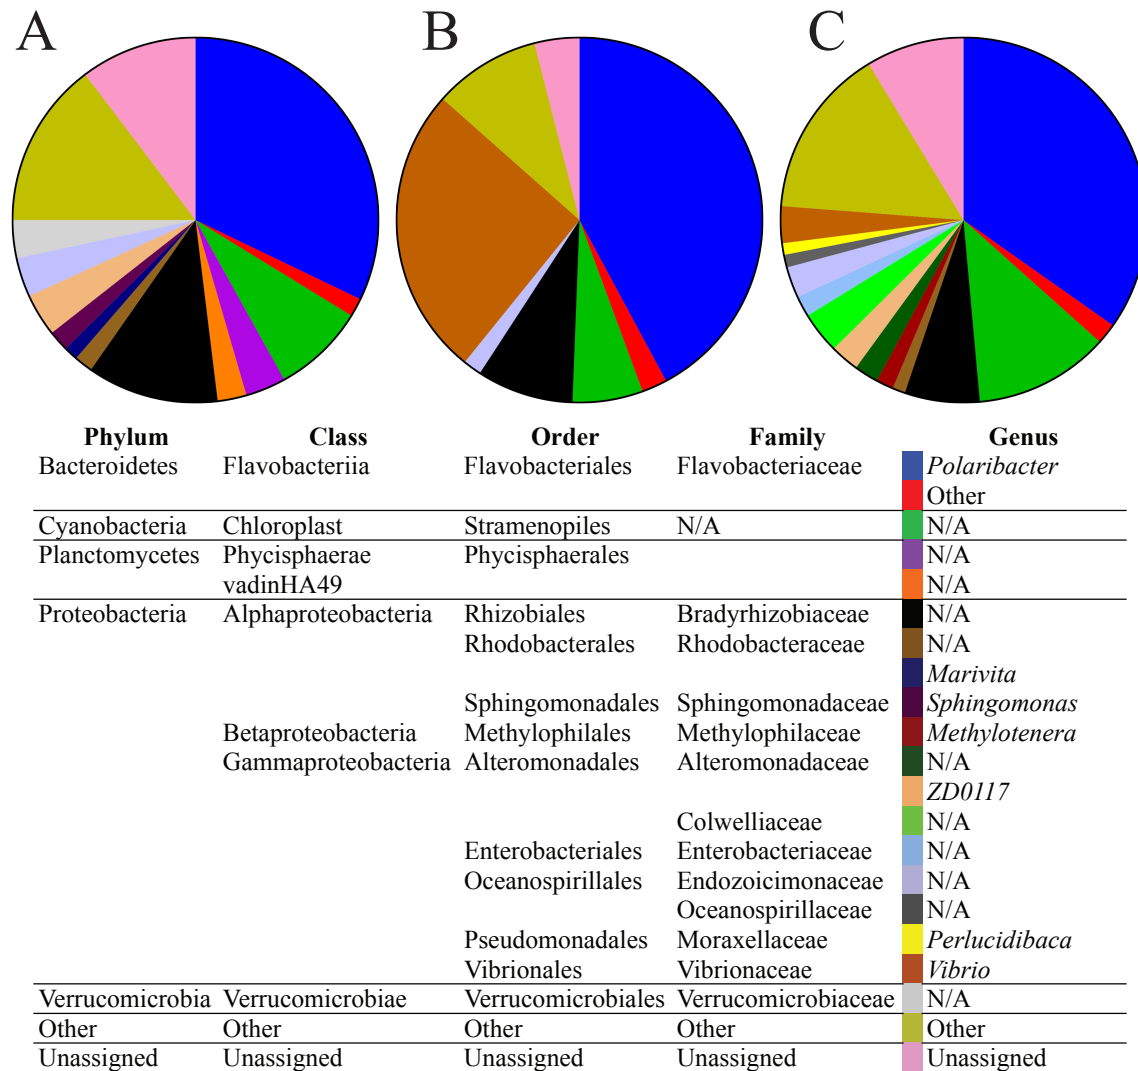 A B C
Phylum Class Order Family Genus
Bacteroidetes Flavobacteriia Flavobacteriales Flavobacteriaceae Polaribacter
Other
Cyanobacteria Chloroplast Stramenopiles N/A N/A
Planctomycetes Phycisphaerae Phycisphaerales N/A
vadinHA49 N/A
Proteobacteria Alphaproteobacteria Rhizobiales Bradyrhizobiaceae N/A
Rhodobacterales Rhodobacteraceae N/A
Marivita
Sphingomonadales Sphingomonadaceae Sphingomonas
Betaproteobacteria Methylophilales Methylophilaceae Methylotenera
Gammaproteobacteria Alteromonadales Alteromonadaceae N/A
ZD0117
Colwelliaceae N/A
Enterobacteriales Enterobacteriaceae N/A
Oceanospirillales Endozoicimonaceae N/A
Oceanospirillaceae N/A
Pseudomonadales Moraxellaceae Perlucidibaca
Vibrionales Vibrionaceae Vibrio
Verrucomicrobia Verrucomicrobiae Verrucomicrobiales Verrucomicrobiaceae N/A
Other Other Other Other Other
Unassigned Unassigned Unassigned Unassigned Unassigned